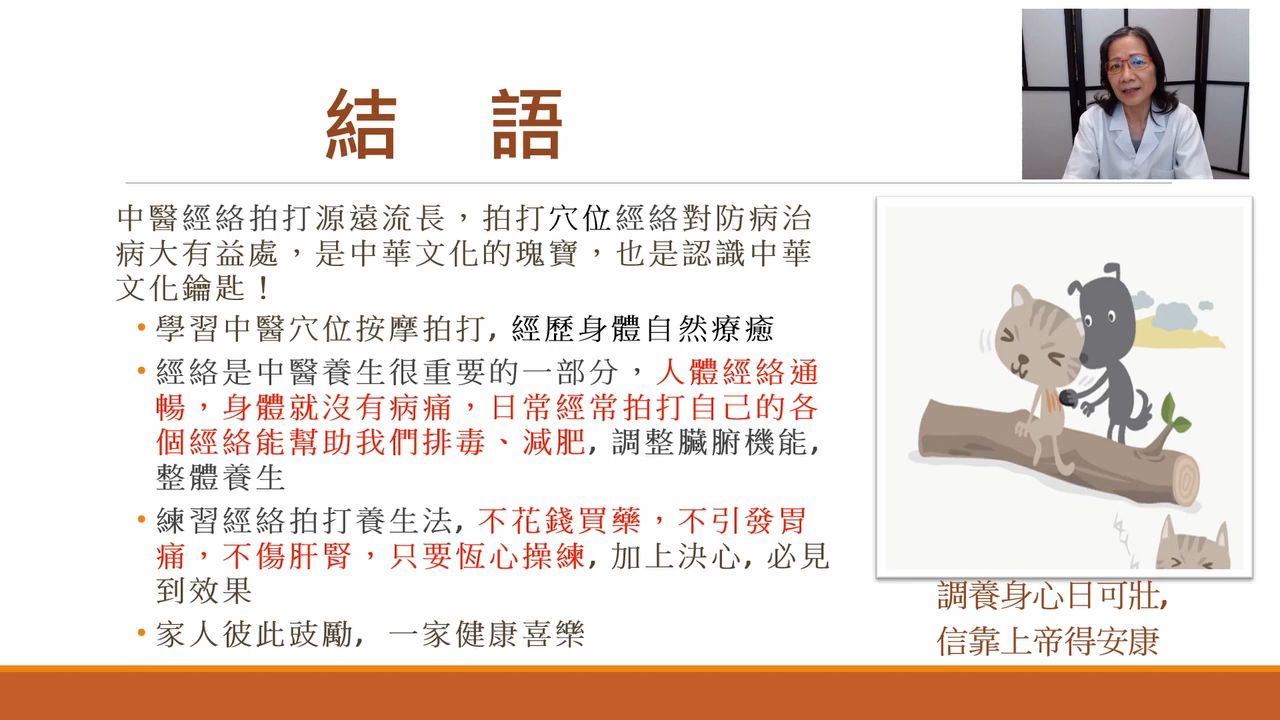 結 語
中醫經絡拍打源遠流長，拍打穴位經絡對防病治
病大有益處，是中華文化的瑰寶，也是認識中華
文化鑰匙！
• 學習中醫穴位按摩拍打, 經歷身體自然療癒
• 經絡是中醫養生很重要的一部分，人體經絡通
暢，身體就沒有病痛，日常經常拍打自己的各
個經絡能幫助我們排毒、減肥, 調整臟腑機能,
整體養生
• 練習經絡拍打養生法, 不花錢買藥，不引發胃
痛，不傷肝腎，只要恆心操練, 加上決心, 必見
到效果
• 家人彼此鼓勵, 一家健康喜樂
調養身心日可壯,
信靠上帝得安康